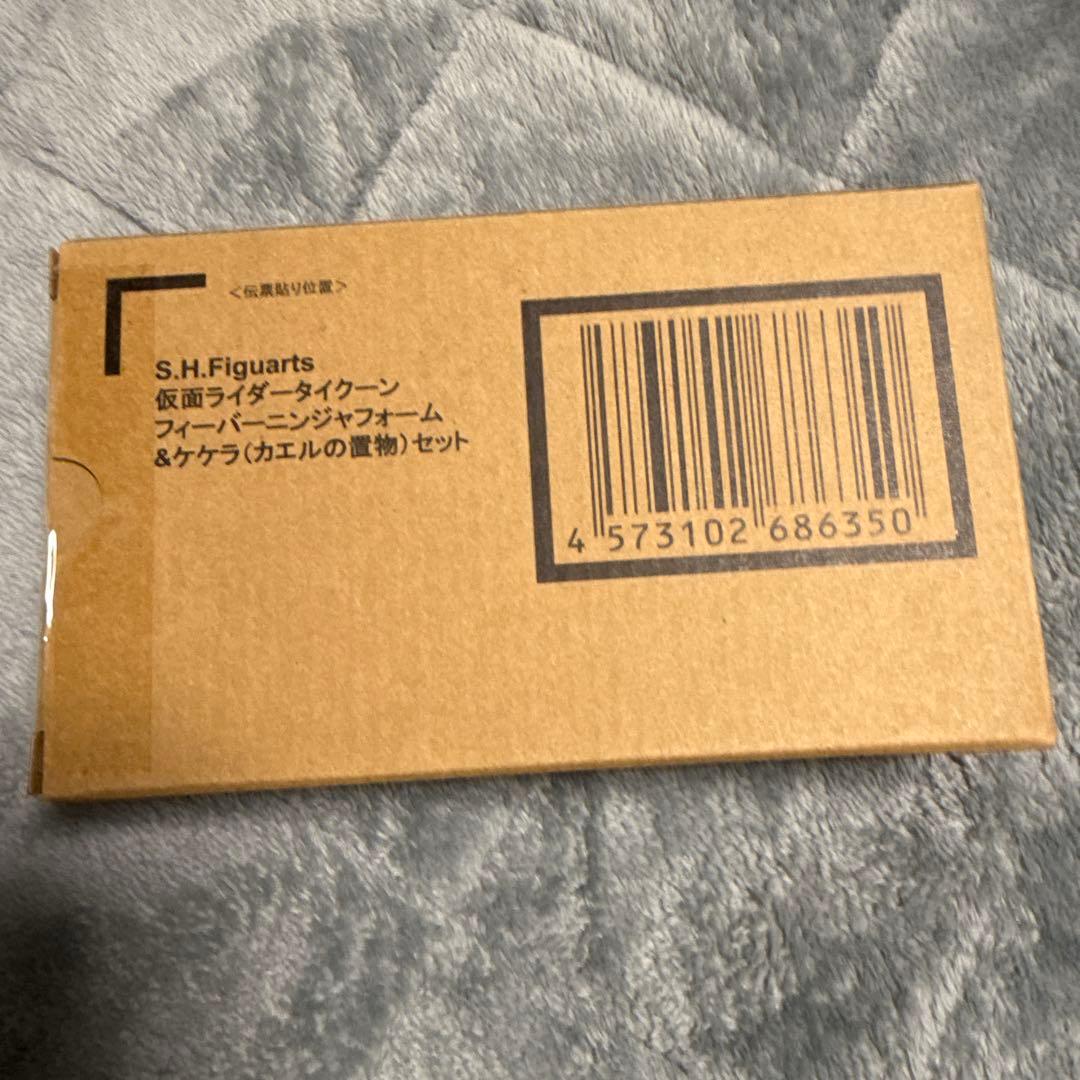 <伝票貼り位置>
S.H.Figuarts
仮面ライダータイクーン
フィーバーニンジャフォーム
&ケケラ(カエルの置物)セット
4 573102 686350